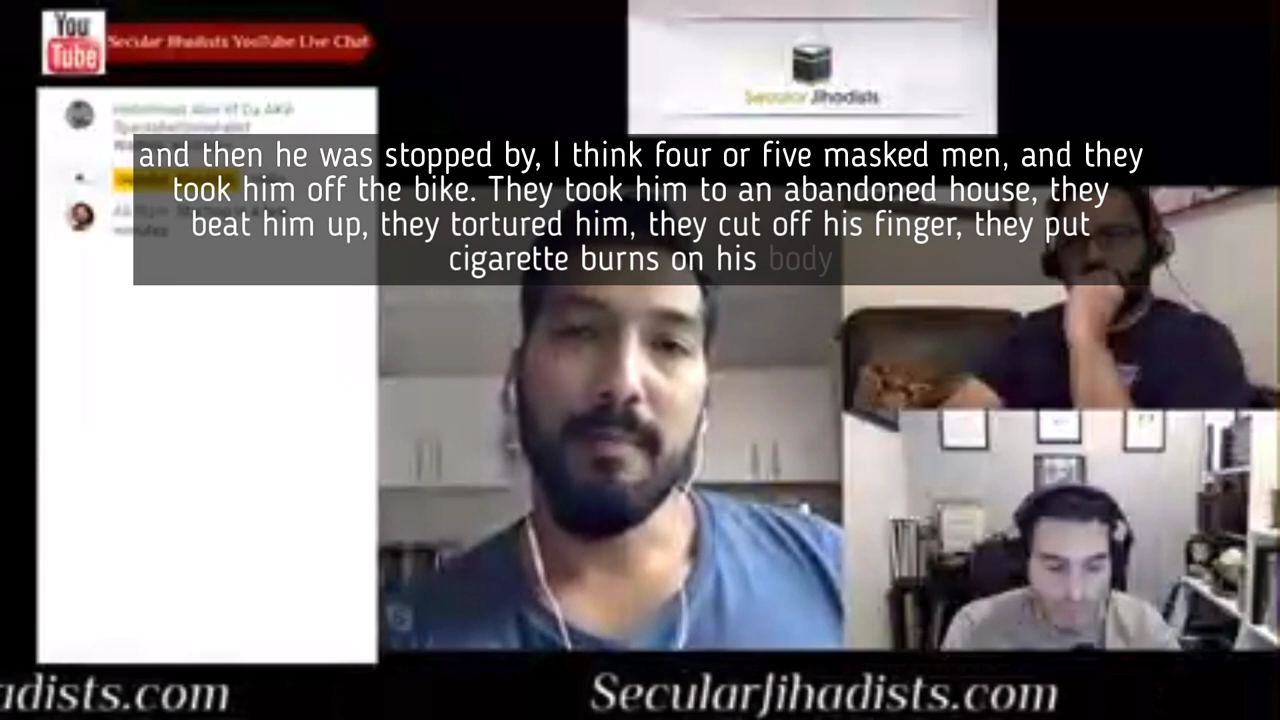 You
Tube
Secular Jihadists YouTube Live Chat
Secular Jihadists
and then he was stopped by, I think four or five masked men, and they
took him off the bike. They took him to an abandoned house, they
beat him up, they tortured him, they cut off his finger, they put
cigarette burns on his body
minutes
adists.com
SecularJihadists.com